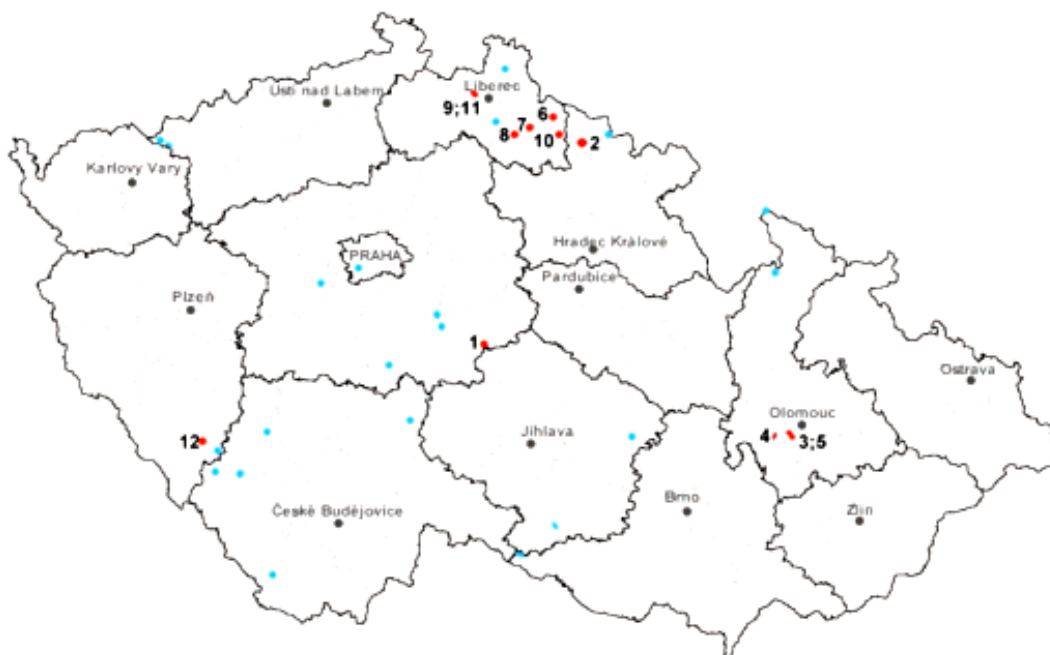 Liberec
Ústí nad Labem
9;11
6
7
8
10
2
Karlovy Vary
Hradec Králové
PRAHA
Pardubice
Plzeň
1
Ostrava
Olomouc
12
4
3;5
Jihlava
Brno
České Budějovice
Zlín